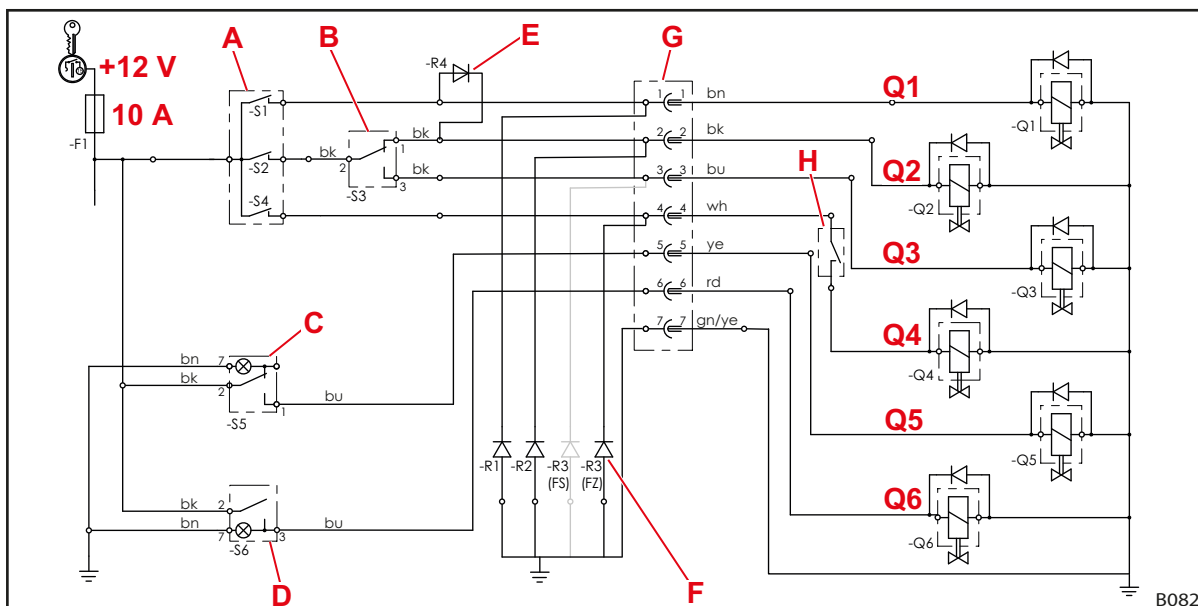 A
B
E
G
+12 V
-R4
1 1
bn
Q1
10 A
-S1
-Q1
-F1
bk
1
2 2
bk
bk
-S2
2
bk
3 3
bu
Q2
-S3
3
-Q2
H
-S4
4 4
wh
5 5
ye
Q3
-Q3
6 6
rd
C
7 7
gn/ye
Q4
bn
7
-Q4
bk
2
bu
1
-S5
Q5
-R1
-R2
-R3
(FS)
-R3
(FZ)
-Q5
Q6
bk
2
bn
7
bu
3
-S6
-Q6
D
F
B082